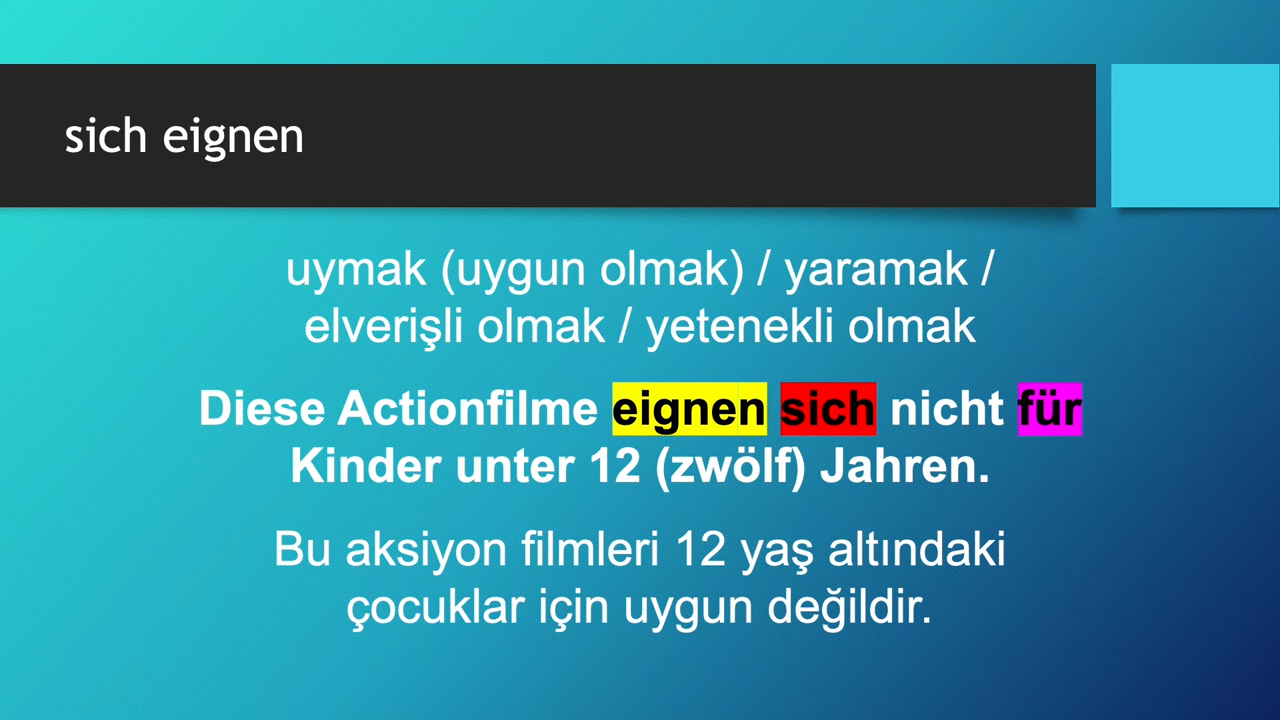 sich eignen
uymak (uygun olmak) / yaramak /
elverişli olmak / yetenekli olmak
Diese Actionfilme eignen sich nicht für
Kinder unter 12 (zwölf) Jahren.
Bu aksiyon filmleri 12 yaş altındaki
çocuklar için uygun değildir.